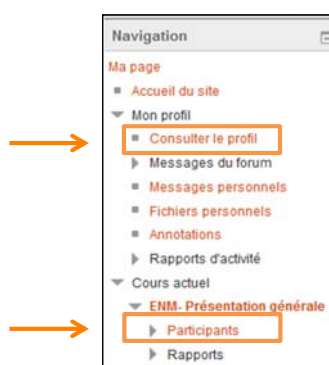 Navigation
Ma page
Accueil du site
Mon profil
Consulter le profil
Messages du forum
Messages personnels
Fichiers personnels
Annotations
Rapports d'activité
Cours actuel
ENM- Présentation générale
Participants
Rapports